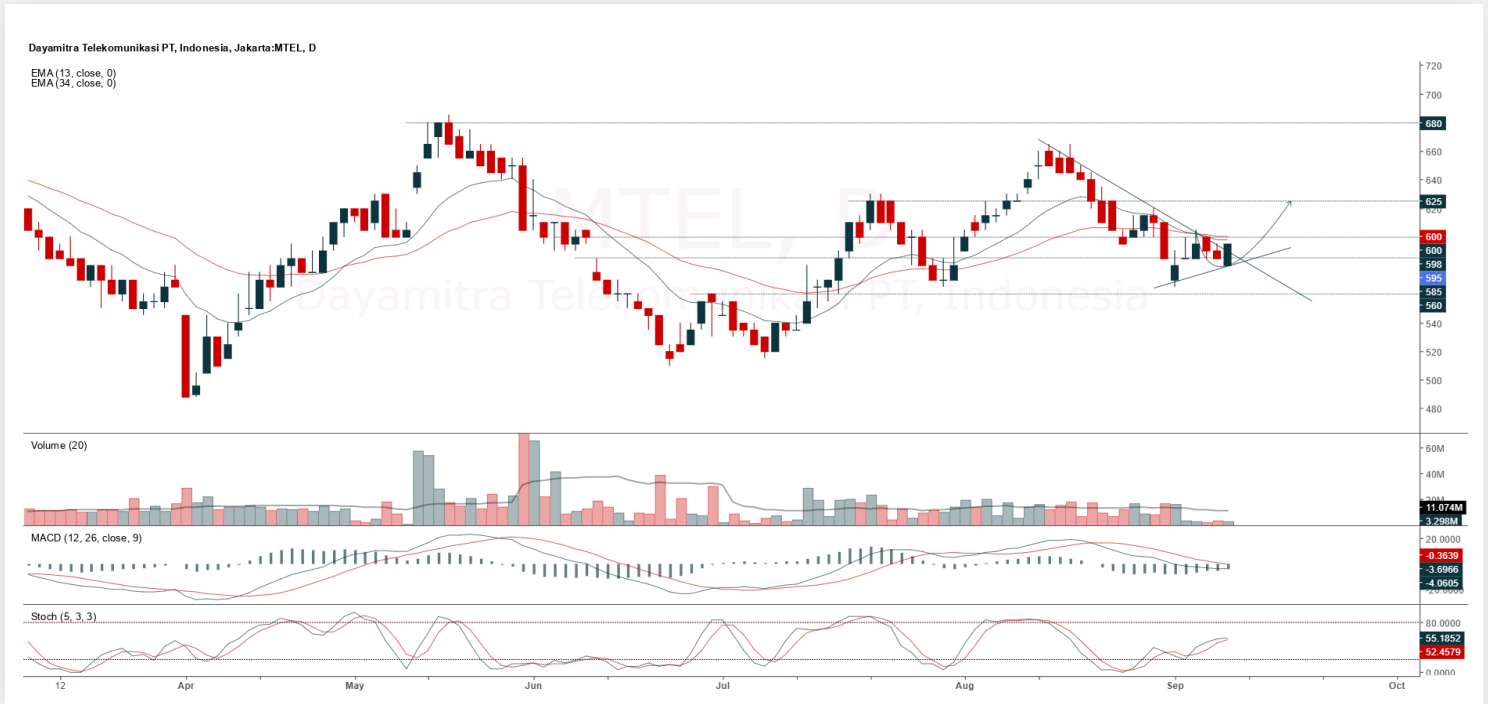 Dayamitra Telekomunikasi PT, Indonesia, Jakarta:MTEL, D
EMA (13, close, 0)
EMA (34, close, 0)
MTEL, D
Dayamitra Telekomunikasi PT, Indonesia
720
700
680
660
640
625
620
600
600
598
595
585
560
540
520
500
480
Volume (20)
60M
40M
20M
11.074M
3.298M
MACD (12, 26, close, 9)
20.0000
-0.3639
-3.6966
-4.0605
-20.0000
Stoch (5, 3, 3)
80.0000
55.1852
52.4579
0.0000
12 Apr May Jun Jul Aug Sep Oct